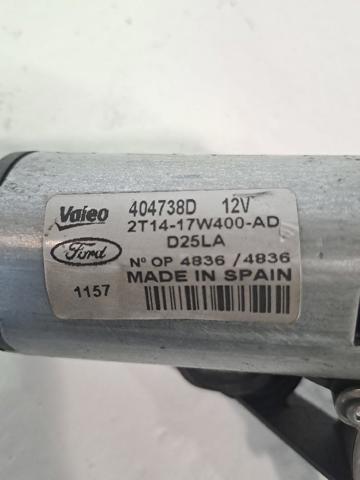 Valeo 404738D 12V
2T14-17W400-AD
Ford D25LA
Nº OP 4836 /4836
1157 MADE IN SPAIN